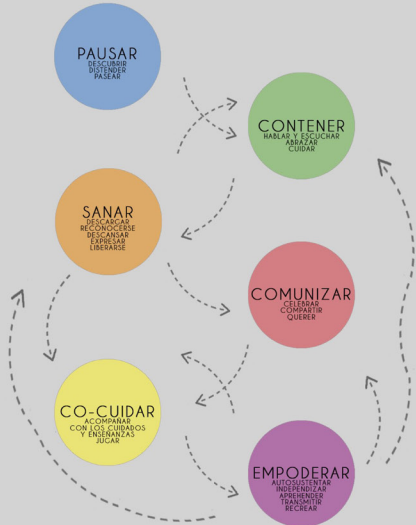 PAUSAR
DESCUBRIR
DISTENDER
PASEAR
CONTENER
HABLAR Y ESCUCHAR
ABRAZAR
CUIDAR
SANAR
DESCARGAR
RECONOCERSE
DESCANSAR
EXPRESAR
LIBERARSE
COMUNIZAR
CELEBRAR
COMPARTIR
QUERER
CO-CUIDAR
ACOMPAÑAR
CON LOS CUIDADOS
Y ENSEÑANZAS
JUGAR
EMPODERAR
AUTOSUSTENTAR
INDEPENDIZAR
APREHENDER
TRANSMITIR
RECREAR